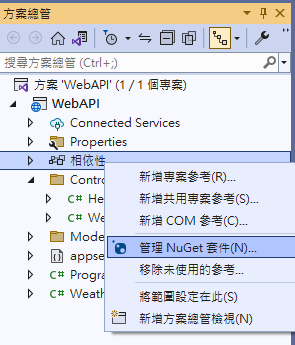 方案總管
搜尋方案總管 (Ctrl+;)
方案 'WebAPI' (1 / 1 個專案)
WebAPI
Connected Services
Properties
相依性
Contro
C# He
C# We
Mode
appse
Progra
Weath
新增專案參考(R)...
新增共用專案參考(S)...
新增 COM 參考(C)...
管理 NuGet 套件(N)...
移除未使用的參考...
將範圍設定在此(S)
新增方案總管檢視(N)